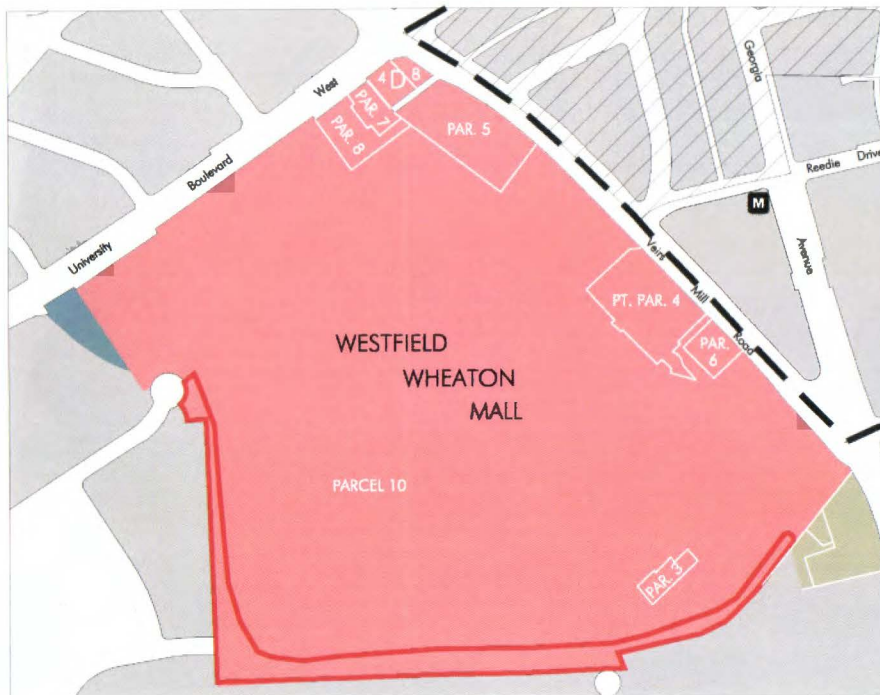 Georgia
West
4 D 8
PAR. 7
PAR. 8
PAR. 5
Boulevard
Reedie Drive
M
University
Avenue
Veirs
Mill
Road
PT. PAR. 4
PAR.
6
WESTFIELD
WHEATON
MALL
PARCEL 10
PAR. 3